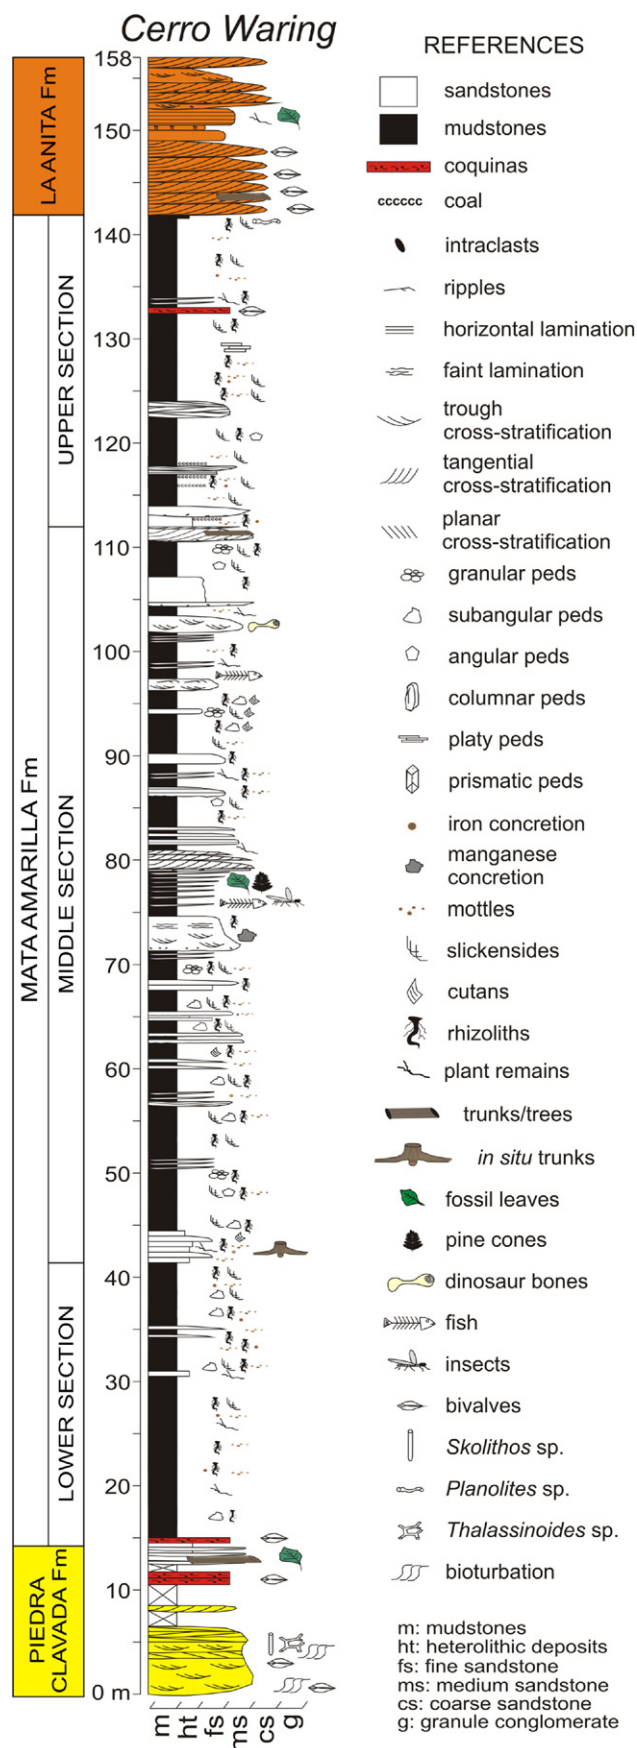 Cerro Waring
158
150
140
130
120
110
100
90
80
70
60
50
40
30
20
10
0 m
LA ANITA Fm
MATA AMARILLA Fm
UPPER SECTION
MIDDLE SECTION
LOWER SECTION
PIEDRA
CLAVADA Fm
m
ht
fs
ms
cs
g
REFERENCES
sandstones
mudstones
coquinas
cccccc coal
intraclasts
ripples
horizontal lamination
faint lamination
trough
cross-stratification
tangential
cross-stratification
planar
cross-stratification
granular peds
subangular peds
angular peds
columnar peds
platy peds
prismatic peds
iron concretion
manganese
concretion
mottles
slickensides
cutans
rhizoliths
plant remains
trunks/trees
in situ trunks
fossil leaves
pine cones
dinosaur bones
fish
insects
bivalves
Skolithos sp.
Planolites sp.
Thalassinoides sp.
bioturbation
m: mudstones
ht: heterolithic deposits
fs: fine sandstone
ms: medium sandstone
cs: coarse sandstone
g: granule conglomerate